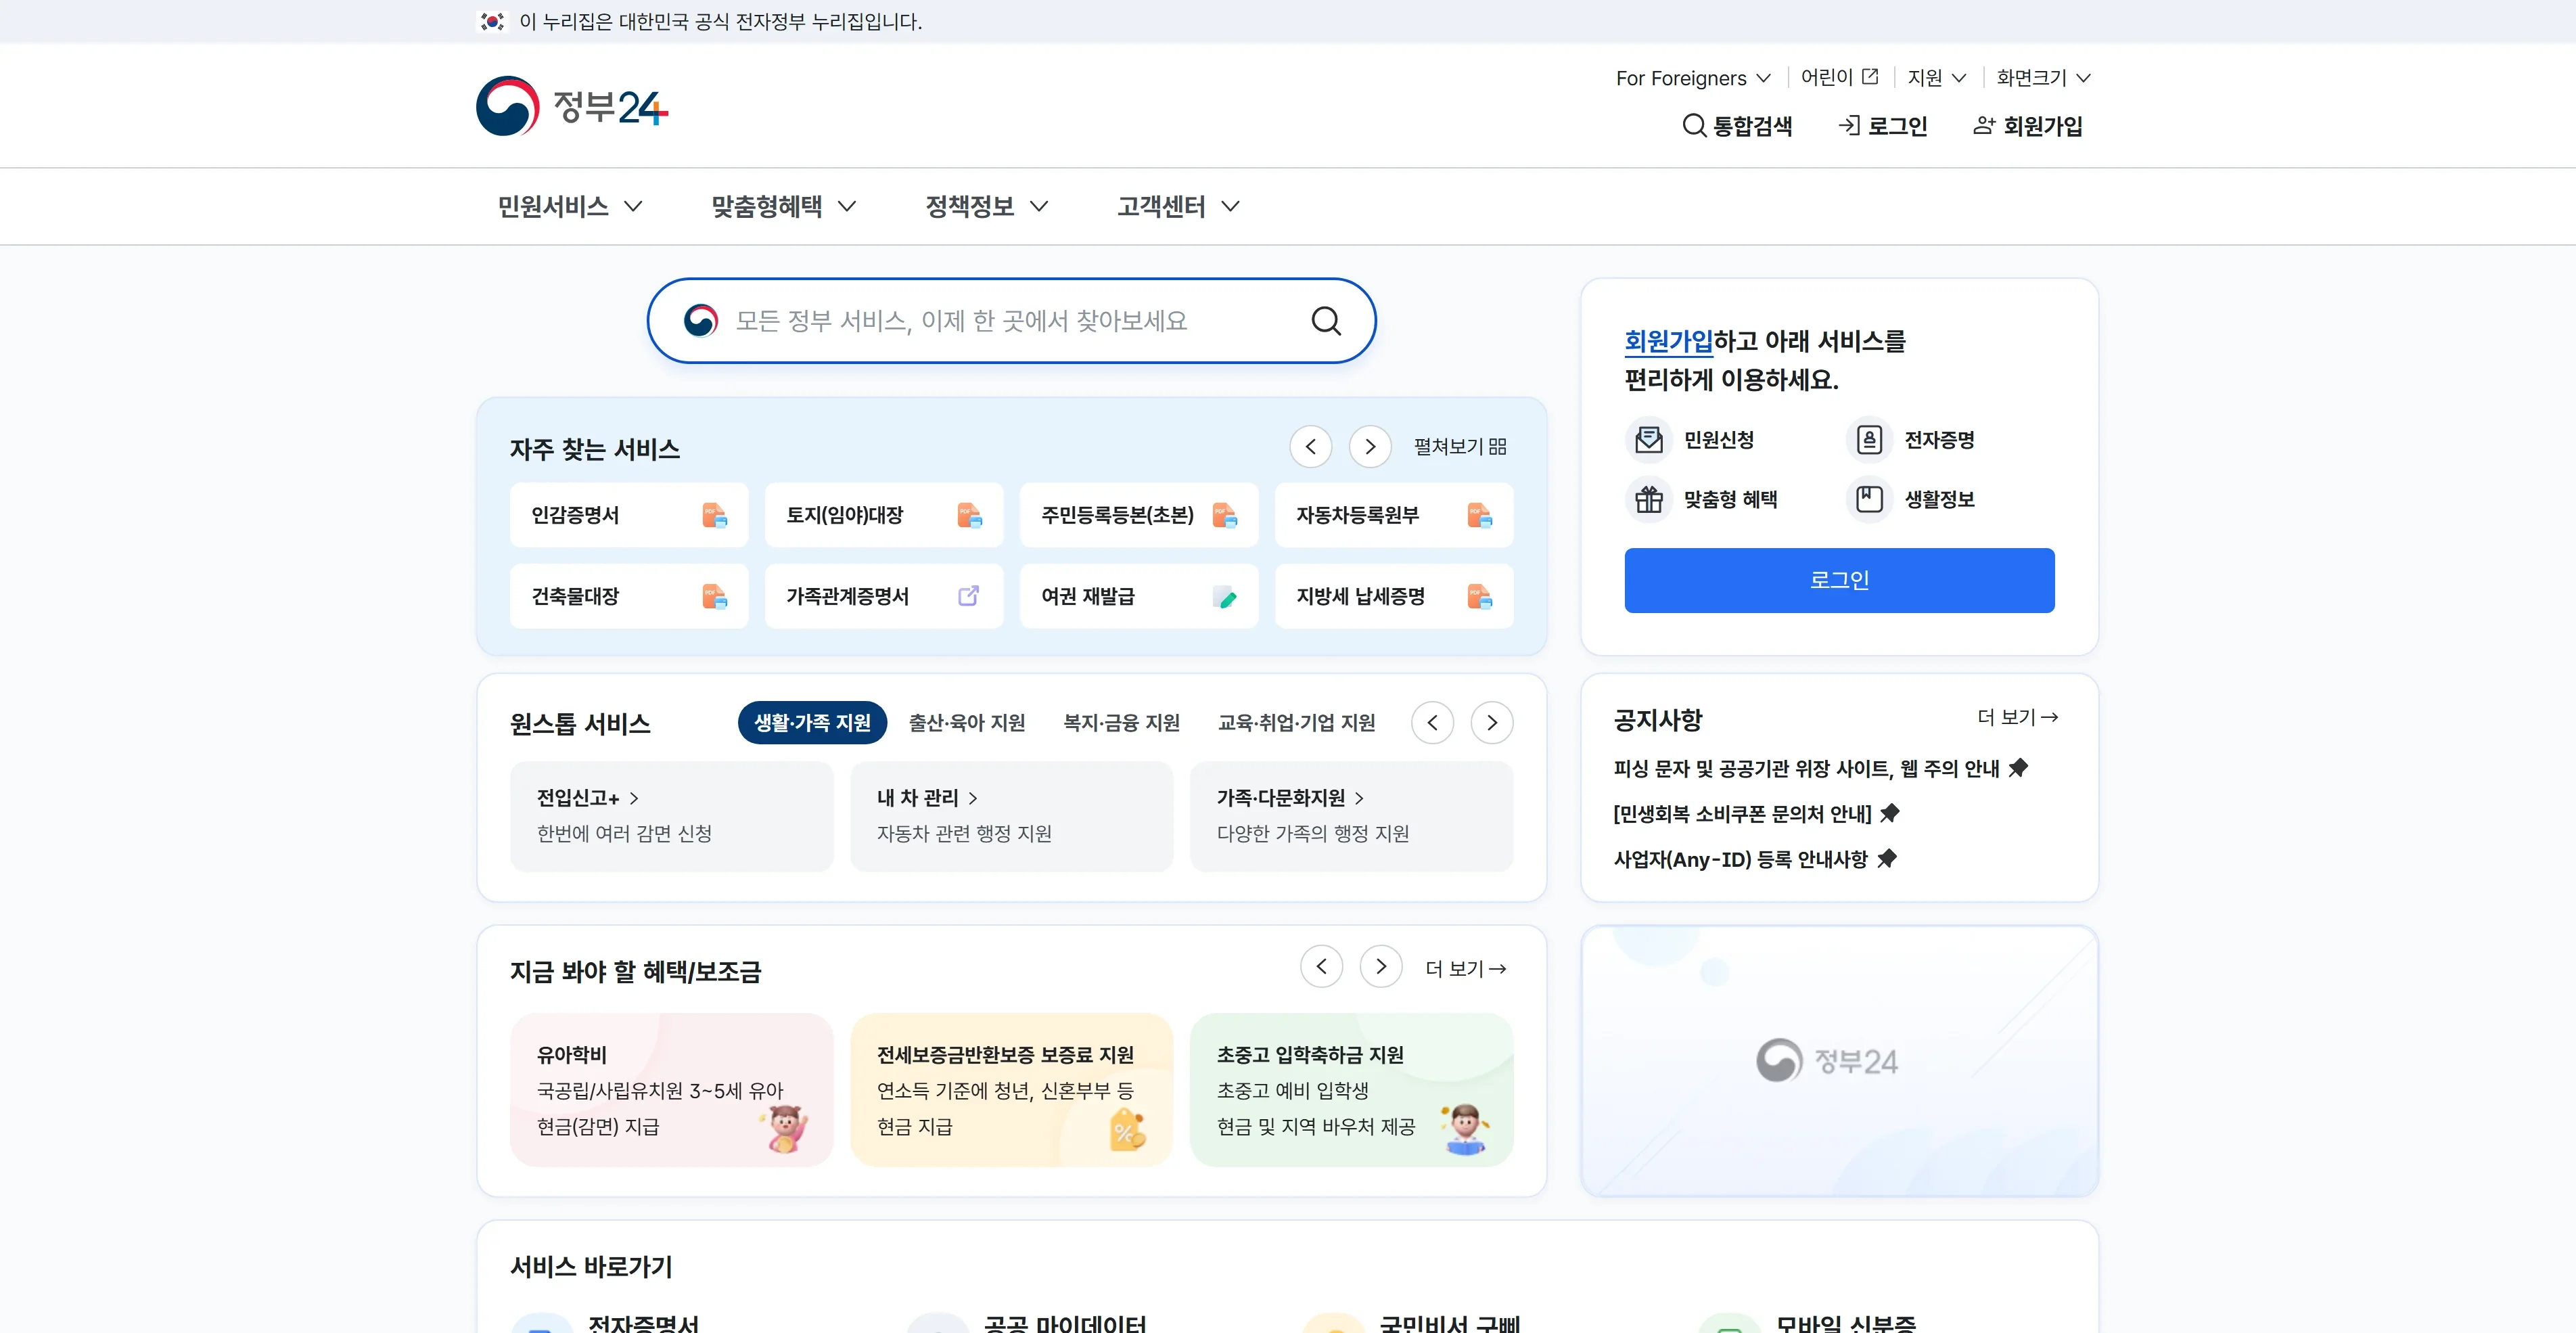 이 누리집은 대한민국 공식 전자정부 누리집입니다.
정부24+
For Foreigners
어린이
지원
화면크기
통합검색
로그인
회원가입
민원서비스
맞춤형혜택
정책정보
고객센터
모든 정부 서비스, 이제 한 곳에서 찾아보세요
자주 찾는 서비스
펼쳐보기
인감증명서
토지(임야)대장
주민등록등본(초본)
자동차등록원부
건축물대장
가족관계증명서
여권 재발급
지방세 납세증명
회원가입하고 아래 서비스를
편리하게 이용하세요.
민원신청
전자증명
맞춤형 혜택
생활정보
로그인
원스톱 서비스
생활·가족 지원
출산·육아 지원
복지·금융 지원
교육·취업·기업 지원
전입신고+
한번에 여러 감면 신청
내 차 관리
자동차 관련 행정 지원
가족·다문화지원
다양한 가족의 행정 지원
공지사항
더 보기
피싱 문자 및 공공기관 위장 사이트, 웹 주의 안내
[민생회복 소비쿠폰 문의처 안내]
사업자(Any-ID) 등록 안내사항
지금 봐야 할 혜택/보조금
더 보기
유아학비
국공립/사립유치원 3~5세 유아
현금(감면) 지급
전세보증금반환보증 보증료 지원
연소득 기준에 청년, 신혼부부 등
현금 지급
초중고 입학축하금 지원
초중고 예비 입학생
현금 및 지역 바우처 제공
정부24
서비스 바로가기
전자증명서
공공 마이데이터
국민비서 구삐
모바일 신분증